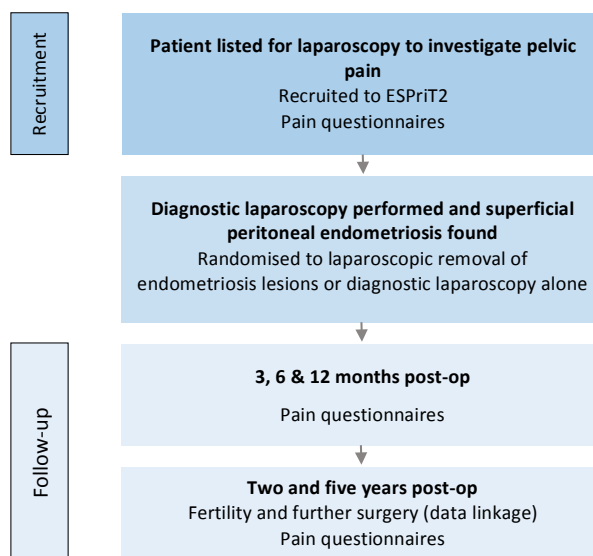 Recruitment
Patient listed for laparoscopy to investigate pelvic
pain
Recruited to ESPriT2
Pain questionnaires
Diagnostic laparoscopy performed and superficial
peritoneal endometriosis found
Randomised to laparoscopic removal of
endometriosis lesions or diagnostic laparoscopy alone
Follow-up
3, 6 & 12 months post-op
Pain questionnaires
Two and five years post-op
Fertility and further surgery (data linkage)
Pain questionnaires